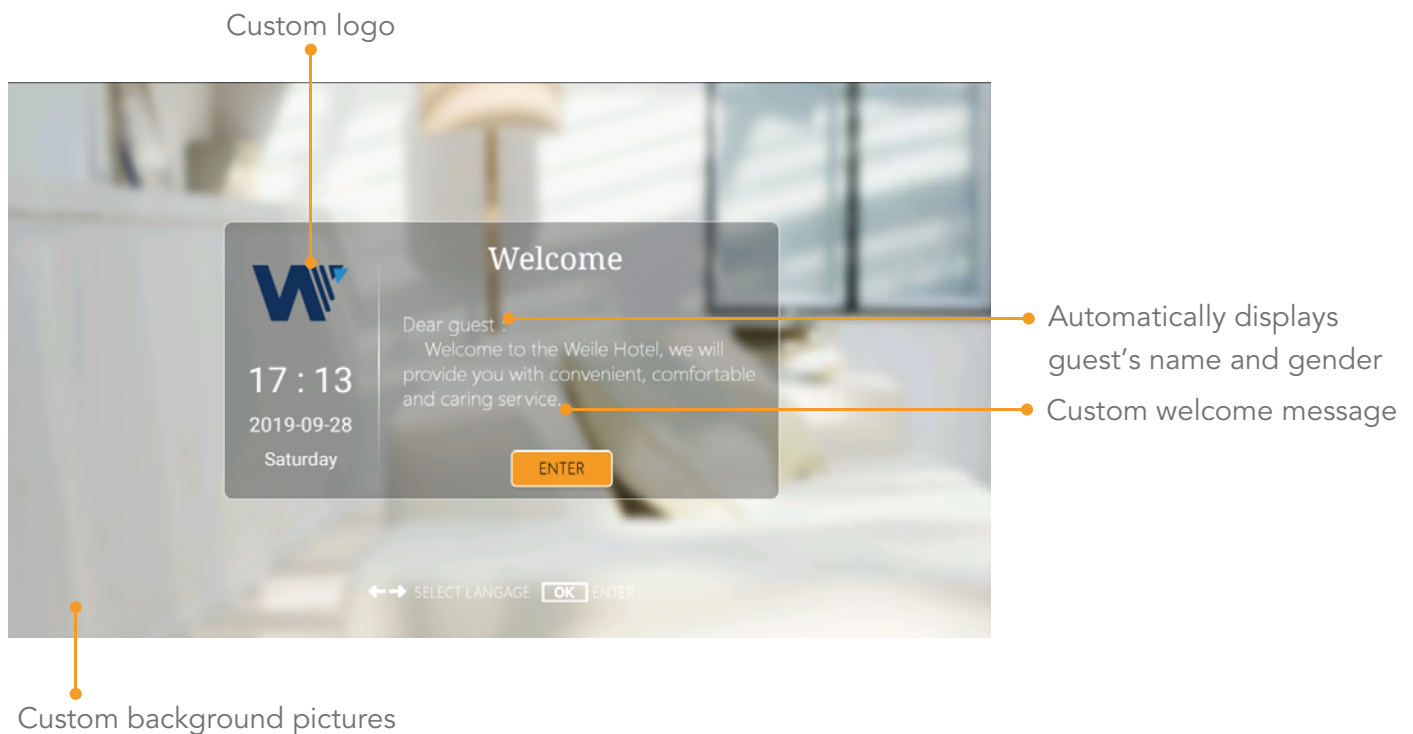 Custom logo
Welcome
Dear guest :
Welcome to the Weile Hotel, we will
provide you with convenient, comfortable
and caring service.
17 : 13
2019-09-28
Saturday
ENTER
SELECT LANGAGE OK ENTER
Automatically displays
guest's name and gender
Custom welcome message
Custom background pictures